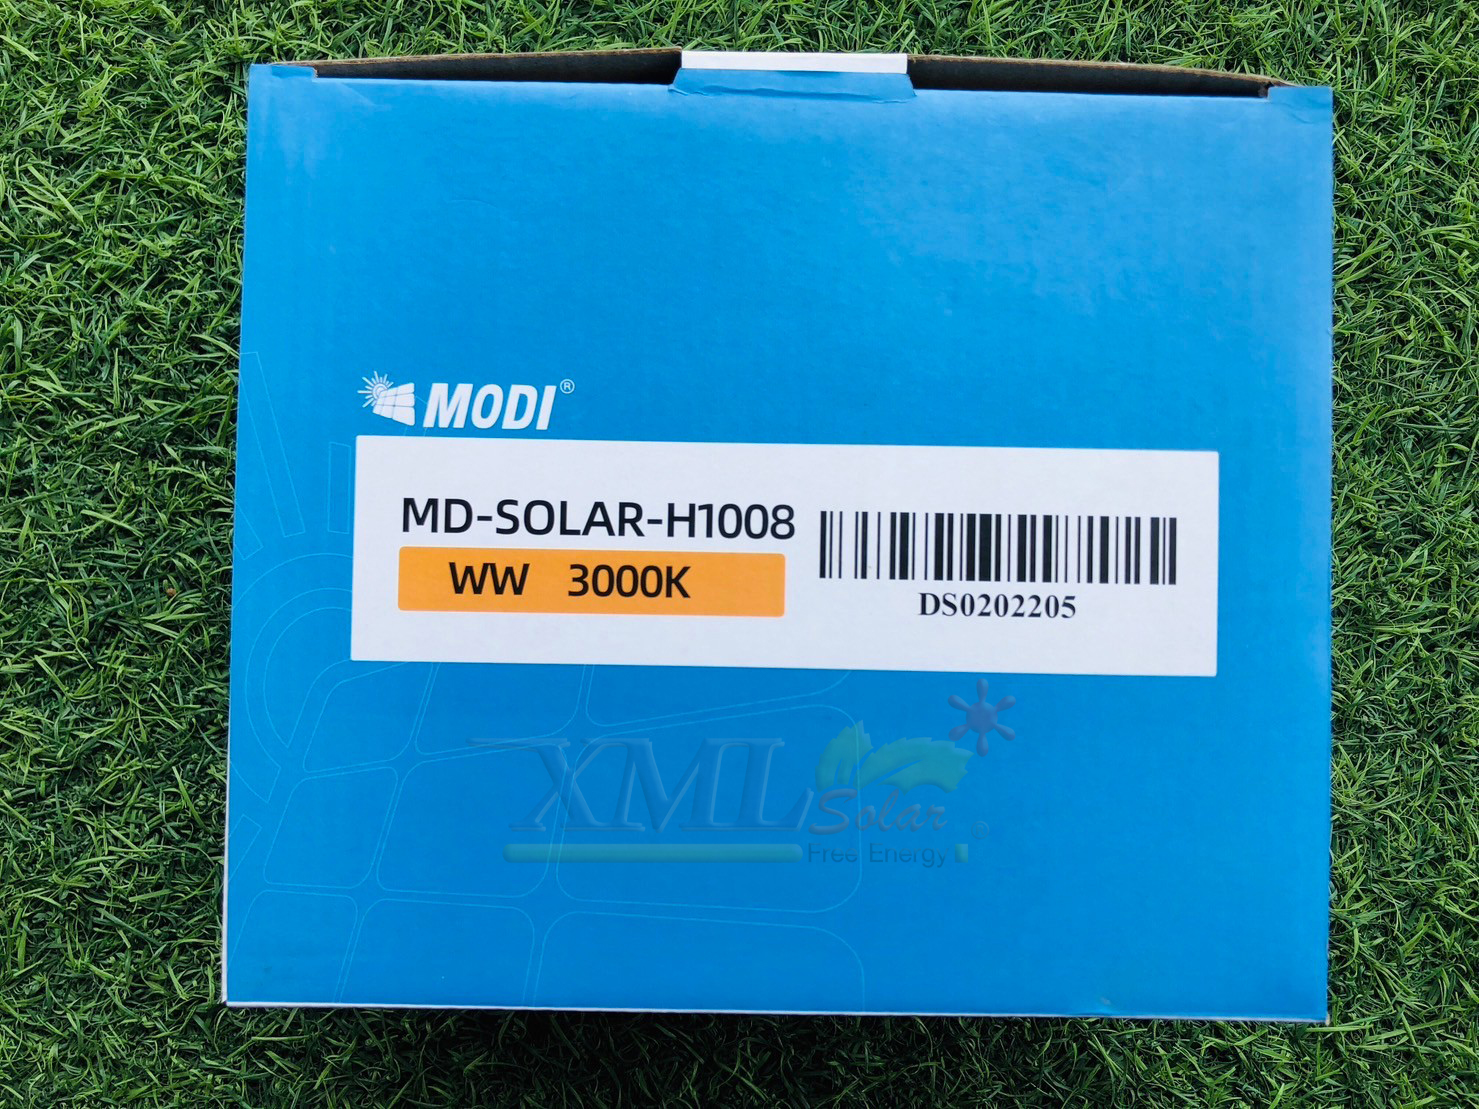 MODI®
MD-SOLAR-H1008
WW 3000K
DS0202205
XML
Solar
®
Free Energy